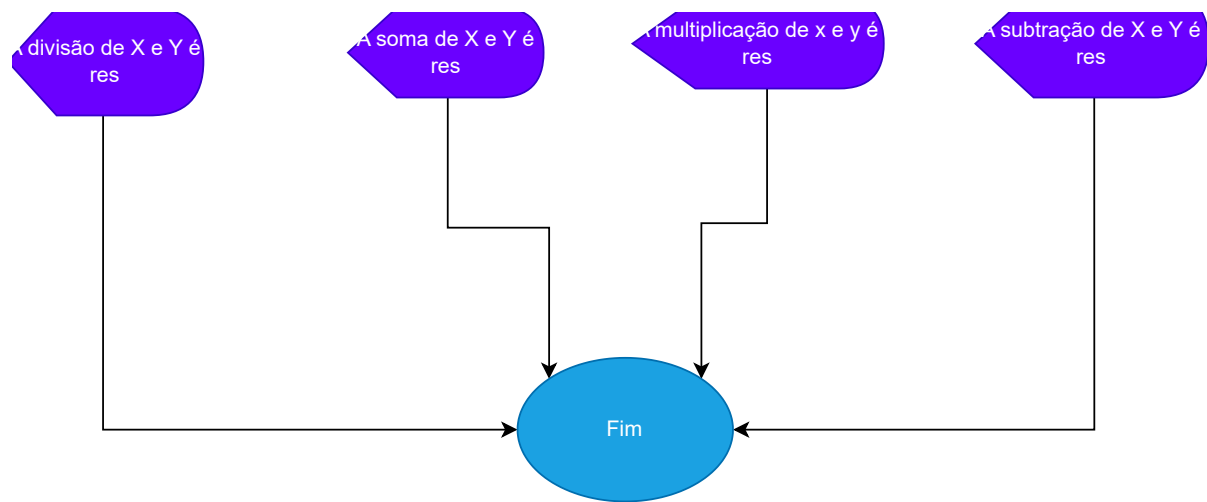 A divisão de X e Y é
res
A soma de X e Y é
res
A multiplicação de x e y é
res
A subtração de X e Y é
res
Fim